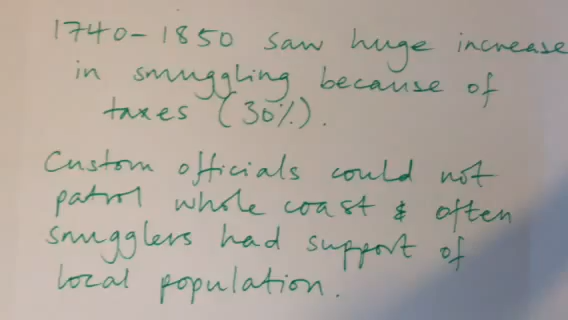 1740-1850 saw huge increase
in smuggling because of
taxes (30%).
Custom officials could not
patrol whole coast & often
smugglers had support of
local population.